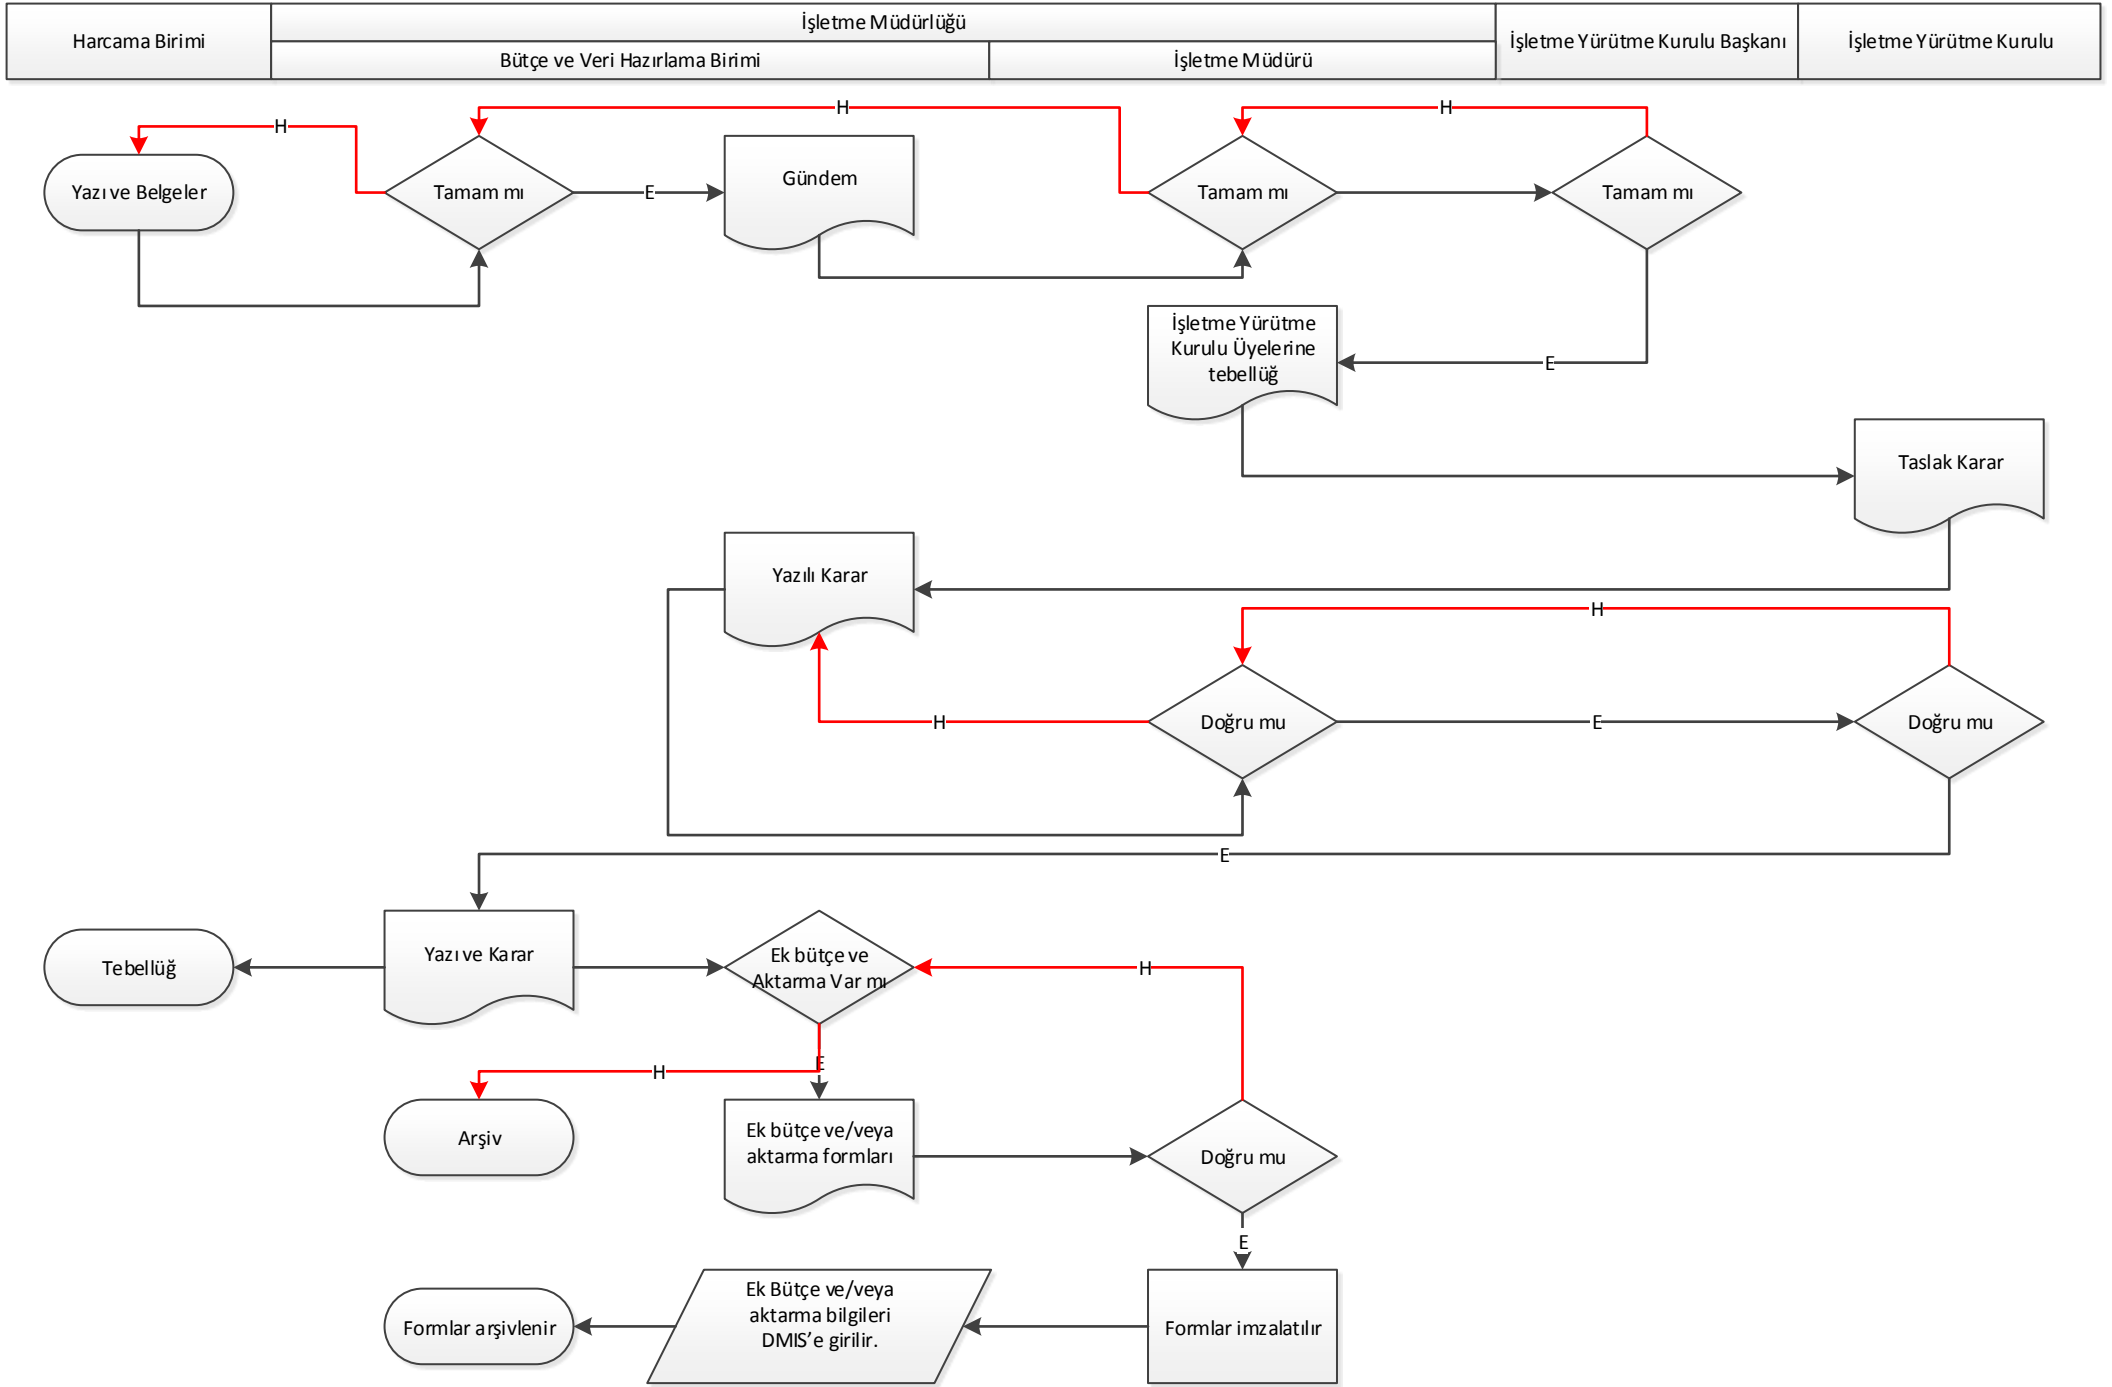 Harcama Birimi
İşletme Müdürlüğü
Bütçe ve Veri Hazırlama Birimi
İşletme Müdürü
İşletme Yürütme Kurulu Başkanı
İşletme Yürütme Kurulu
H
H
H
Yazı ve Belgeler
Tamam mı
E
Gündem
Tamam mı
Tamam mı
İşletme Yürütme
Kurulu Üyelerine
tebellüğ
E
Taslak Karar
Yazılı Karar
H
H
Doğru mu
E
Doğru mu
E
Tebellüğ
Yazı ve Karar
Ek bütçe ve
Aktarma Var mı
H
H
E
Arşiv
Ek bütçe ve/veya
aktarma formları
Doğru mu
E
Formlar arşivlenir
Ek Bütçe ve/veya
aktarma bilgileri
DMIS’e girilir.
Formlar imzalatılır